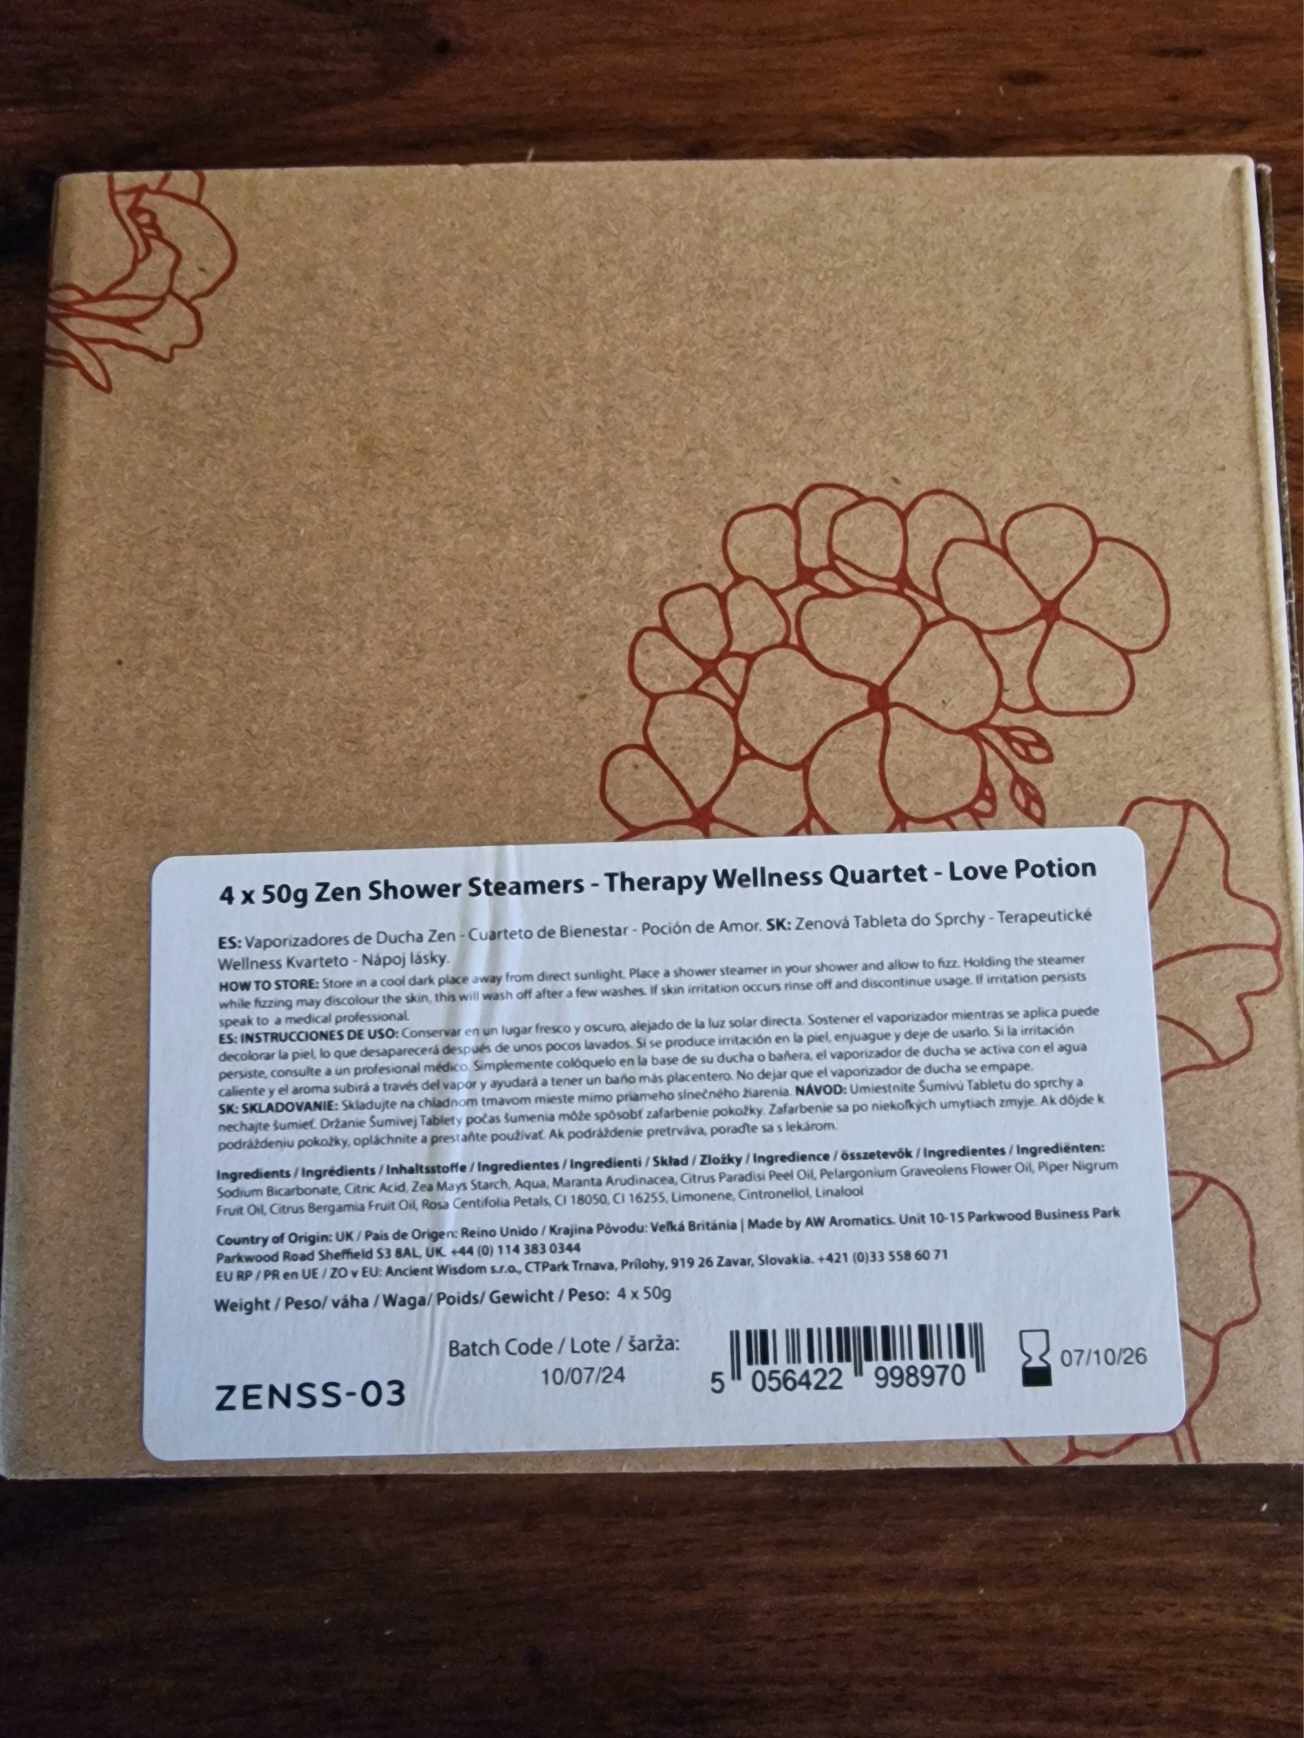 4 x 50g Zen Shower Steamers - Therapy Wellness Quartet - Love Potion
ES: Vaporizadores de Ducha Zen - Cuarteto de Bienestar - Poción de Amor. SK: Zenová Tableta do Sprchy - Terapeutické
Wellness Kvarteto - Nápoj lásky.
HOW TO STORE: Store in a cool dark place away from direct sunlight. Place a shower steamer in your shower and allow to fizz. Holding the steamer
while fizzing may discolour the skin, this will wash off after a few washes. If skin irritation occurs rinse off and discontinue usage. If irritation persists
speak to a medical professional.
ES: INSTRUCCIONES DE USO: Conservar en un lugar fresco y oscuro, alejado de la luz solar directa. Sostener el vaporizador mientras se aplica puede
decolorar la piel, lo que desaparecerá después de unos pocos lavados. Si se produce irritación en la piel, enjuague y deje de usarlo. Si la irritación
persiste, consulte a un profesional médico. Simplemente colóquelo en la base de su ducha o bañera, el vaporizador de ducha se activa con el agua
caliente y el aroma subirá a través del vapor y ayudará a tener un baño más placentero. No dejar que el vaporizador de ducha se empape.
SK: SKLADOVANIE: Skladujte na chladnom tmavom mieste mimo priameho slnečného žiarenia. NÁVOD: Umiestnite Šumivú Tabletu do sprchy a
nechajte šumieť. Držanie Šumivej Tablety počas šumenia môže spôsobť zafarbenie pokožky. Zafarbenie sa po niekoľkých umytiach zmyje. Ak dôjde k
podráždeniu pokožky, opláchnite a prestaňte používať. Ak podráždenie pretrváva, poraďte sa s lekárom.
Ingredients / Ingrédients / Inhaltsstoffe / Ingredientes / Ingredienti / Skład / Zložky / Ingredience / összetevők / Ingredientes / Ingrediënten:
Sodium Bicarbonate, Citric Acid, Zea Mays Starch, Aqua, Maranta Arudinacea, Citrus Paradisi Peel Oil, Pelargonium Graveolens Flower Oil, Piper Nigrum
Fruit Oil, Citrus Bergamia Fruit Oil, Rosa Centifolia Petals, CI 18050, CI 16255, Limonene, Cintronellol, Linalool
Country of Origin: UK / Pais de Origen: Reino Unido / Krajina Pôvodu: Veľká Británia | Made by AW Aromatics. Unit 10-15 Parkwood Business Park
Parkwood Road Sheffield S3 8AL, UK. +44 (0) 114 383 0344
EU RP / PR en UE / ZO v EU: Ancient Wisdom s.r.o., CTPark Trnava, Prílohy, 919 26 Zavar, Slovakia. +421 (0)33 558 60 71
Weight / Peso/ váha / Waga/ Poids/ Gewicht / Peso: 4 x 50g
Batch Code / Lote / šarža:
10/07/24
ZENSS-03
5 056422 998970
07/10/26